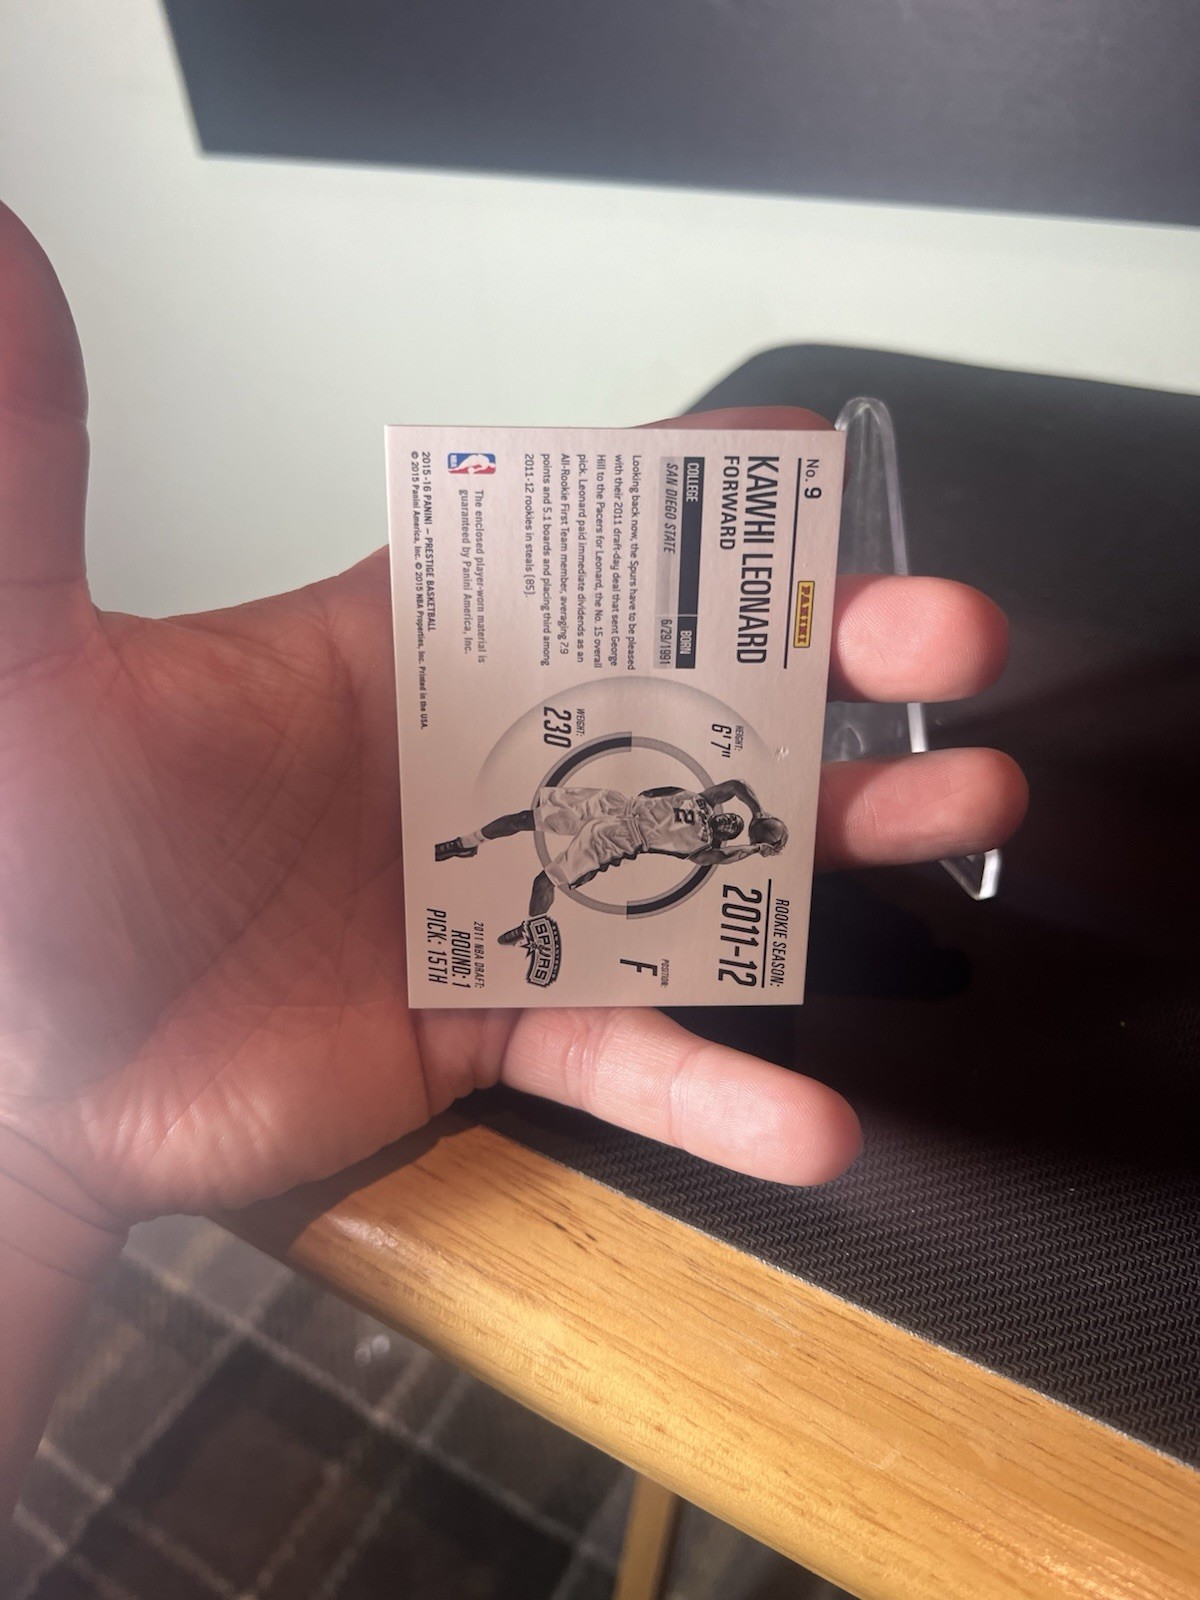 No. 9
PANINI
KAWHI LEONARD
FORWARD
COLLEGE BORN
SAN DIEGO STATE 6/29/1991
Looking back now, the Spurs have to be pleased
with their 2011 draft-day deal that sent George
Hill to the Pacers for Leonard, the No. 15 overall
pick. Leonard paid immediate dividends as an
All-Rookie First Team member, averaging 7.9
points and 5.1 boards and placing third among
2011-12 rookies in steals (85).
The enclosed player-worn material is
guaranteed by Panini America, Inc.
NBA
2015-16 PANINI – PRESTIGE BASKETBALL
© 2015 Panini America, Inc. © 2015 NBA Properties, Inc. Printed in the USA.
HEIGHT:
6'7"
WEIGHT:
230
2
ROOKIE SEASON:
2011-12
POSITION:
F
SPURS
2011 NBA DRAFT:
ROUND: 1
PICK: 15TH